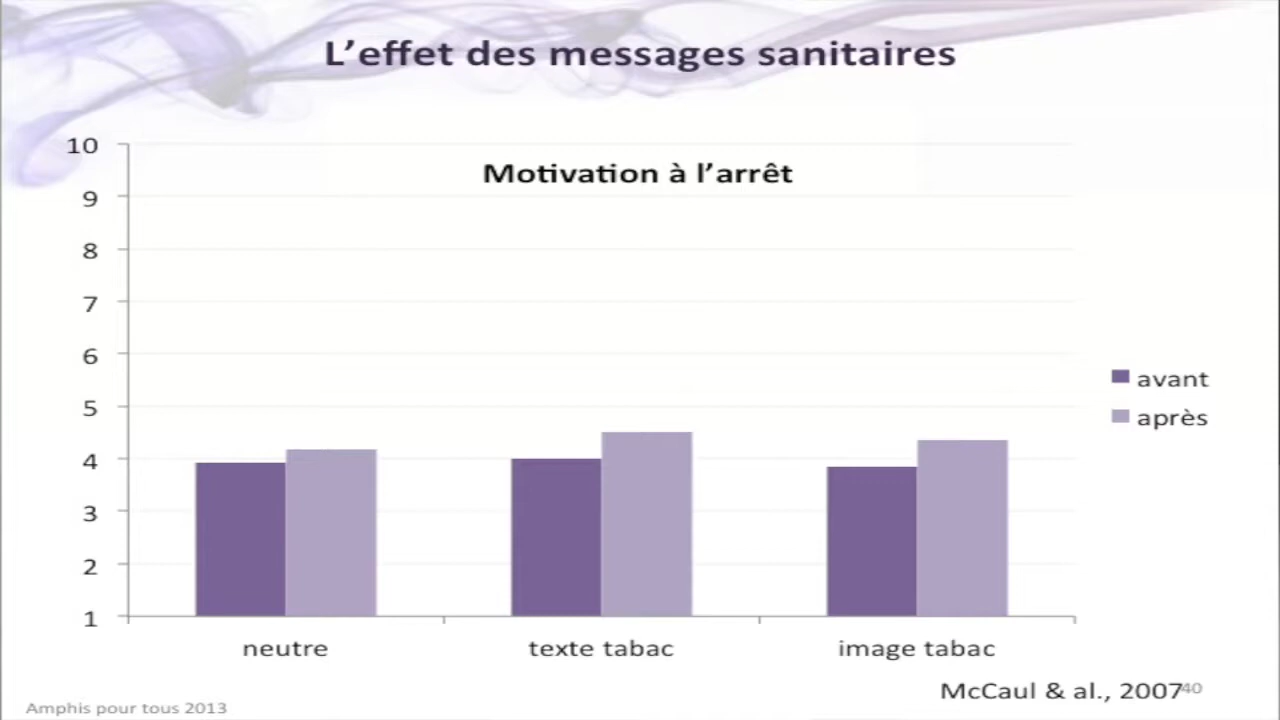 L'effet des messages sanitaires
Motivation à l'arrêt
10
9
8
7
6
5
4
3
2
1
avant
après
neutre
texte tabac
image tabac
McCaul & al., 2007
40
Amphis pour tous 2013